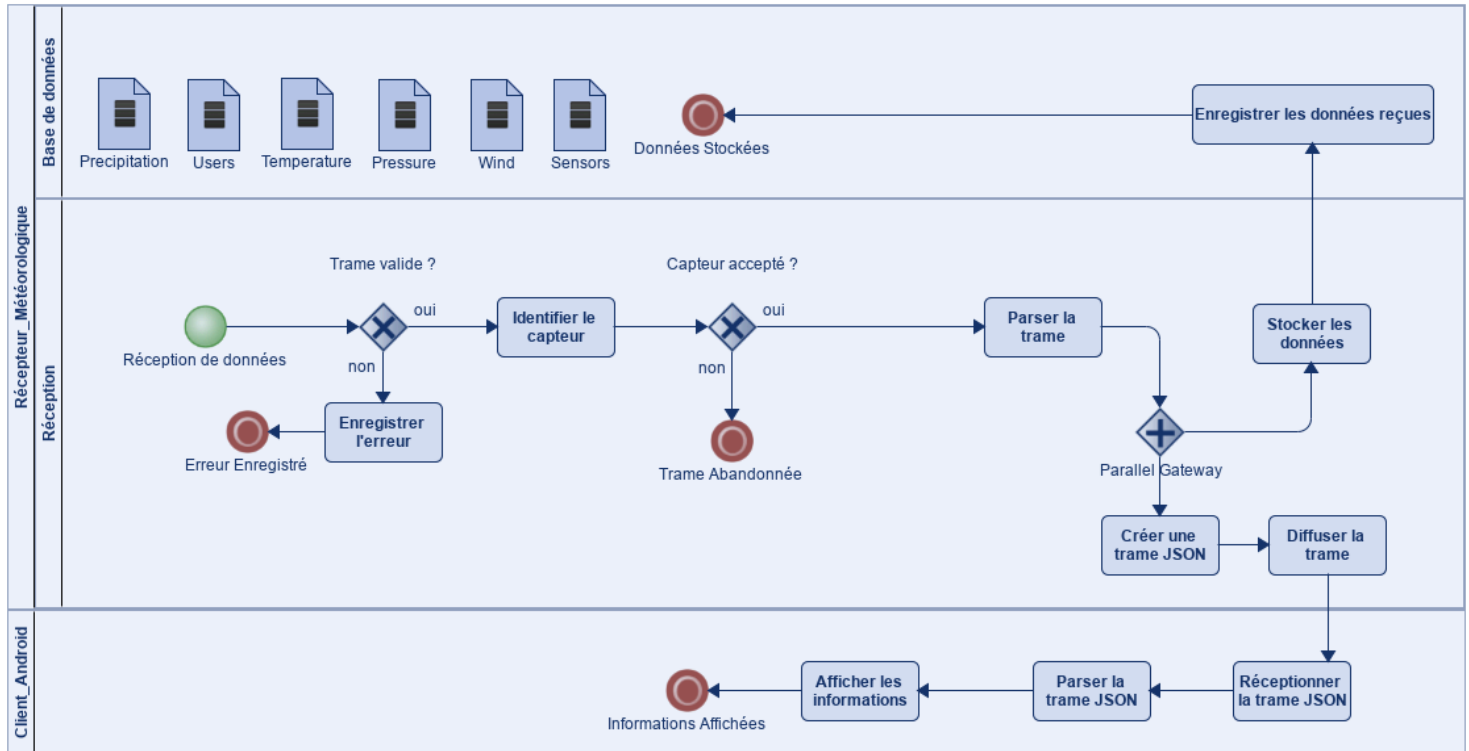 Récepteur_Météorologique
Base de données
Precipitation
Users
Temperature
Pressure
Wind
Sensors
Données Stockées
Enregistrer les données reçues
Réception
Trame valide ?
Capteur accepté ?
Réception de données
oui
non
Identifier le
capteur
oui
non
Parser la
trame
Stocker les
données
Enregistrer
l'erreur
Erreur Enregistré
Trame Abandonnée
Parallel Gateway
Créer une
trame JSON
Diffuser la
trame
Client_Android
Informations Affichées
Afficher les
informations
Parser la
trame JSON
Réceptionner
la trame JSON